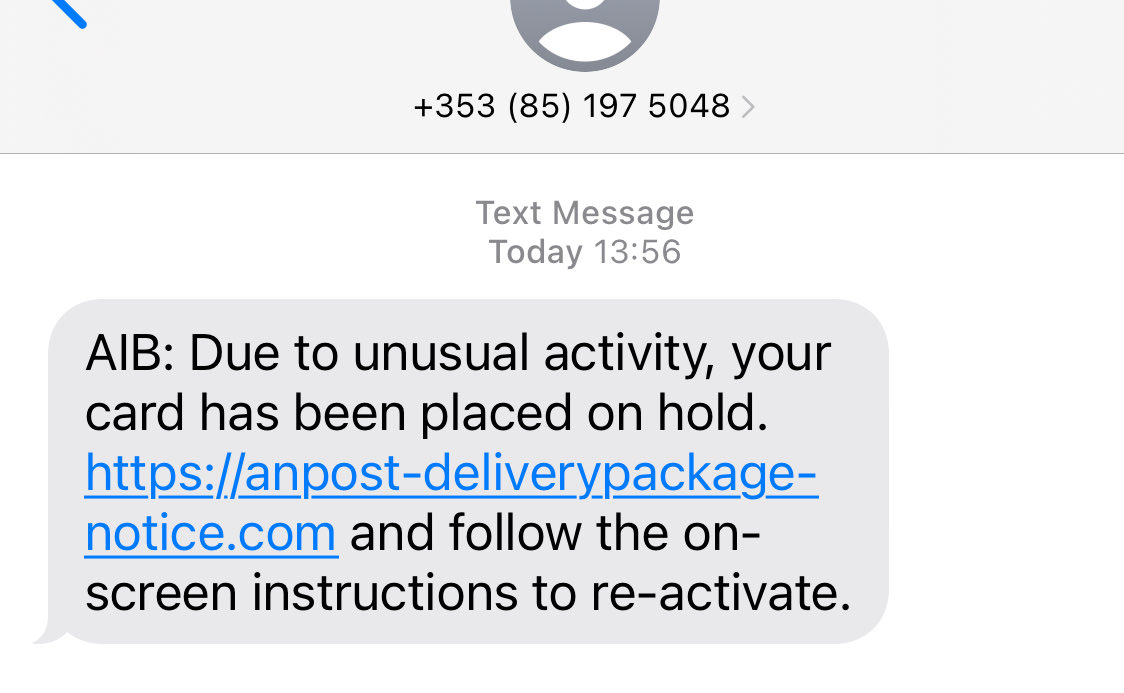 +353 (85) 197 5048
Text Message
Today 13:56
AIB: Due to unusual activity, your
card has been placed on hold.
https://anpost-deliverypackage-
notice.com and follow the on-
screen instructions to re-activate.